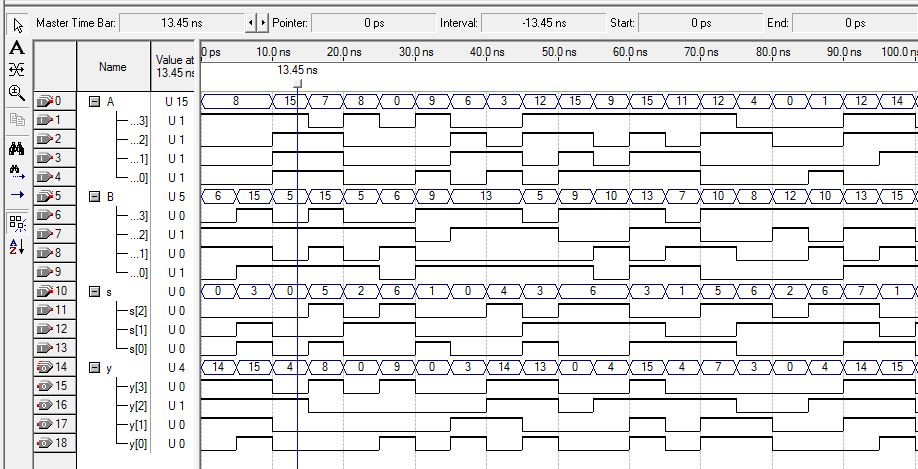 Master Time Bar: 13.45 ns Pointer: 0 ps Interval: -13.45 ns Start: 0 ps End: 0 ps
A
Name Value at 13.45 ns 0 ps 10.0 ns 20.0 ns 30.0 ns 40.0 ns 50.0 ns 60.0 ns 70.0 ns 80.0 ns 90.0 ns 100.0 n
13.45 ns
0 A U 15 8 15 7 8 0 9 6 3 12 15 9 15 11 12 4 0 1 12 14
1 ...3] U 1
2 ...2] U 1
3 ...1] U 1
4 ...0] U 1
5 B U 5 6 15 5 15 5 6 9 13 5 9 10 13 7 10 8 12 10 13 15
6 ...3] U 0
7 ...2] U 1
8 ...1] U 0
9 ...0] U 1
10 s U 0 0 3 0 5 2 6 1 0 4 3 6 3 1 5 6 2 6 7 1
11 s[2] U 0
12 s[1] U 0
13 s[0] U 0
14 y U 4 14 15 4 8 0 9 0 3 14 13 0 4 15 4 7 3 0 4 14 15
15 y[3] U 0
16 y[2] U 1
17 y[1] U 0
18 y[0] U 0
A
Z